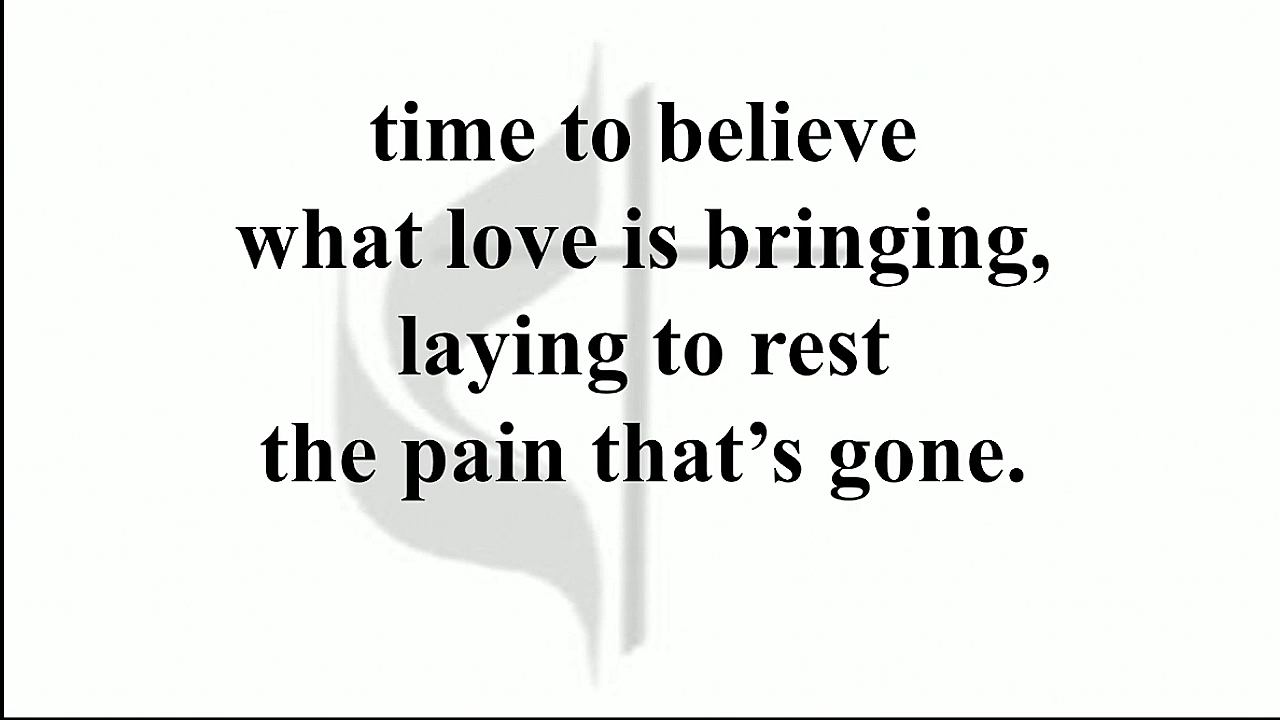 time to believe
what love is bringing,
laying to rest
the pain that’s gone.